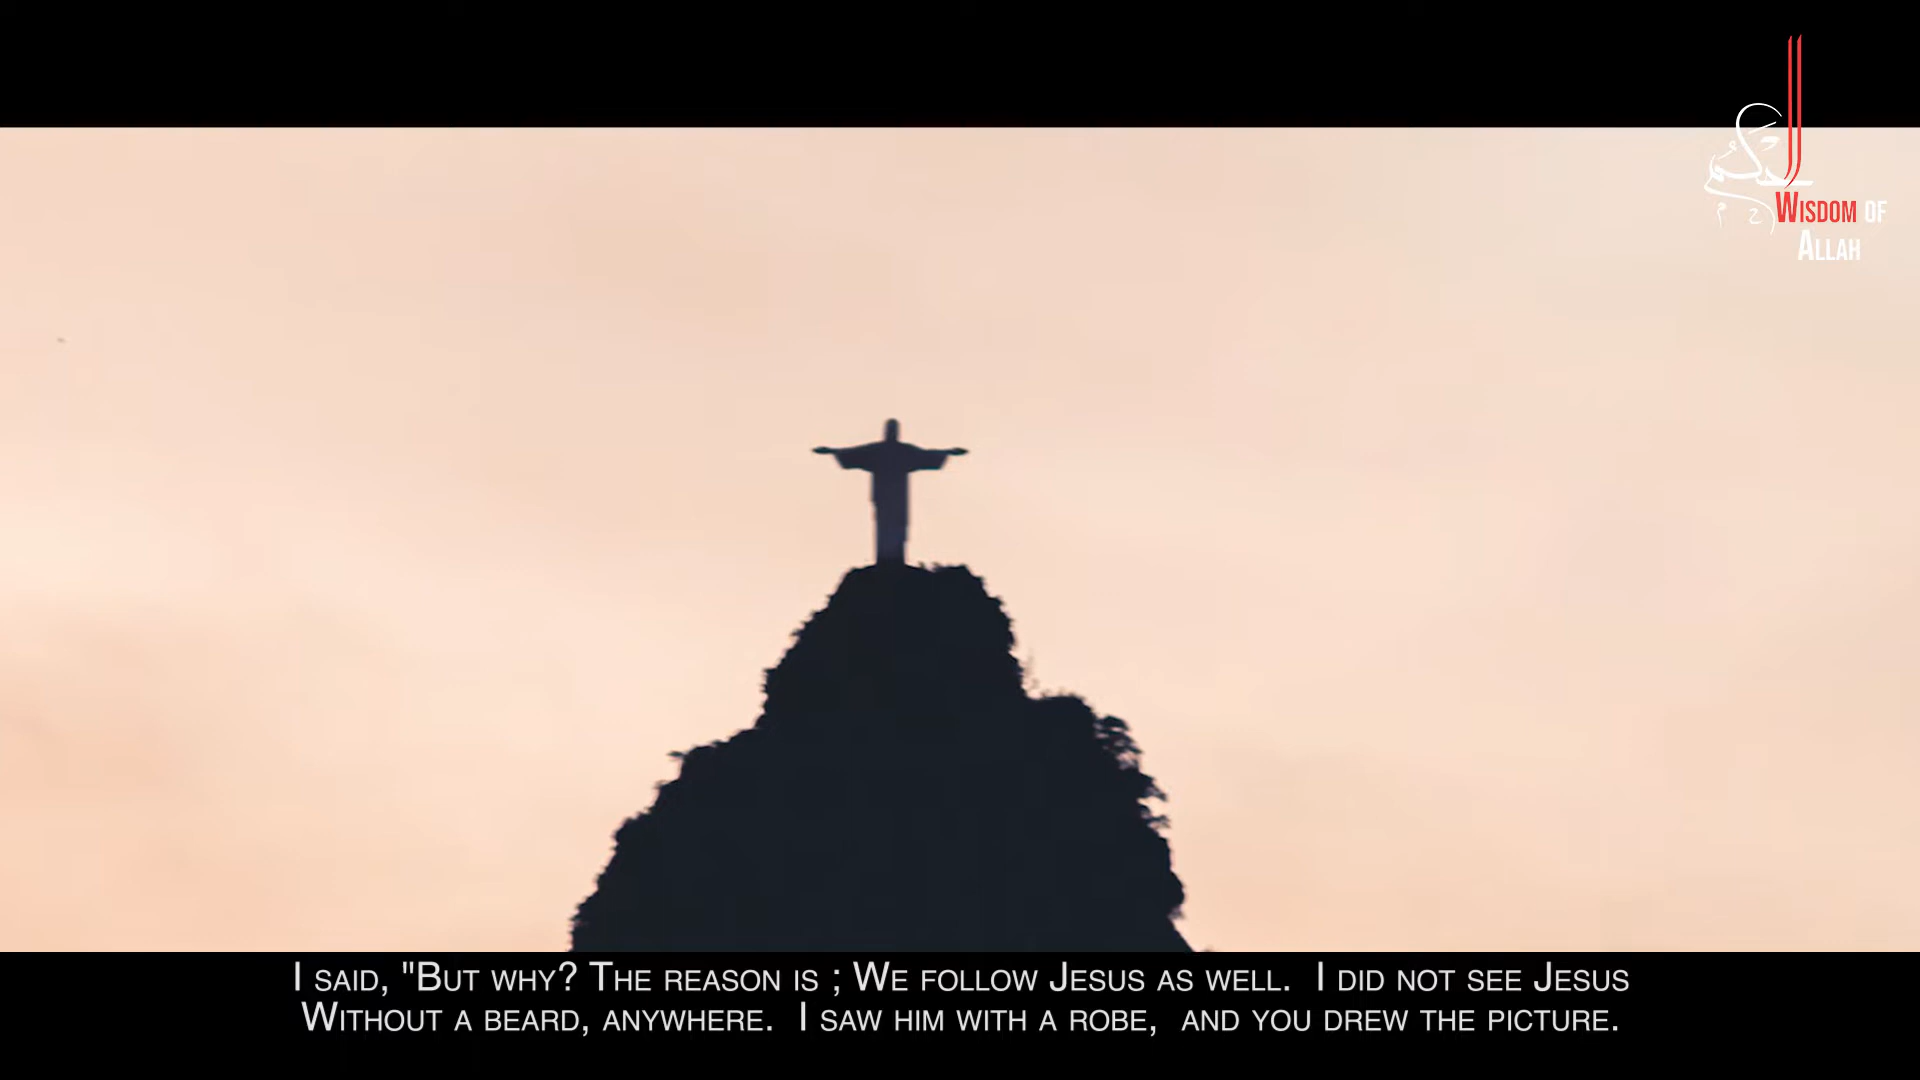 WISDOM OF
ALLAH
I SAID, "BUT WHY? THE REASON IS ; WE FOLLOW JESUS AS WELL. I DID NOT SEE JESUS
WITHOUT A BEARD, ANYWHERE. I SAW HIM WITH A ROBE, AND YOU DREW THE PICTURE.